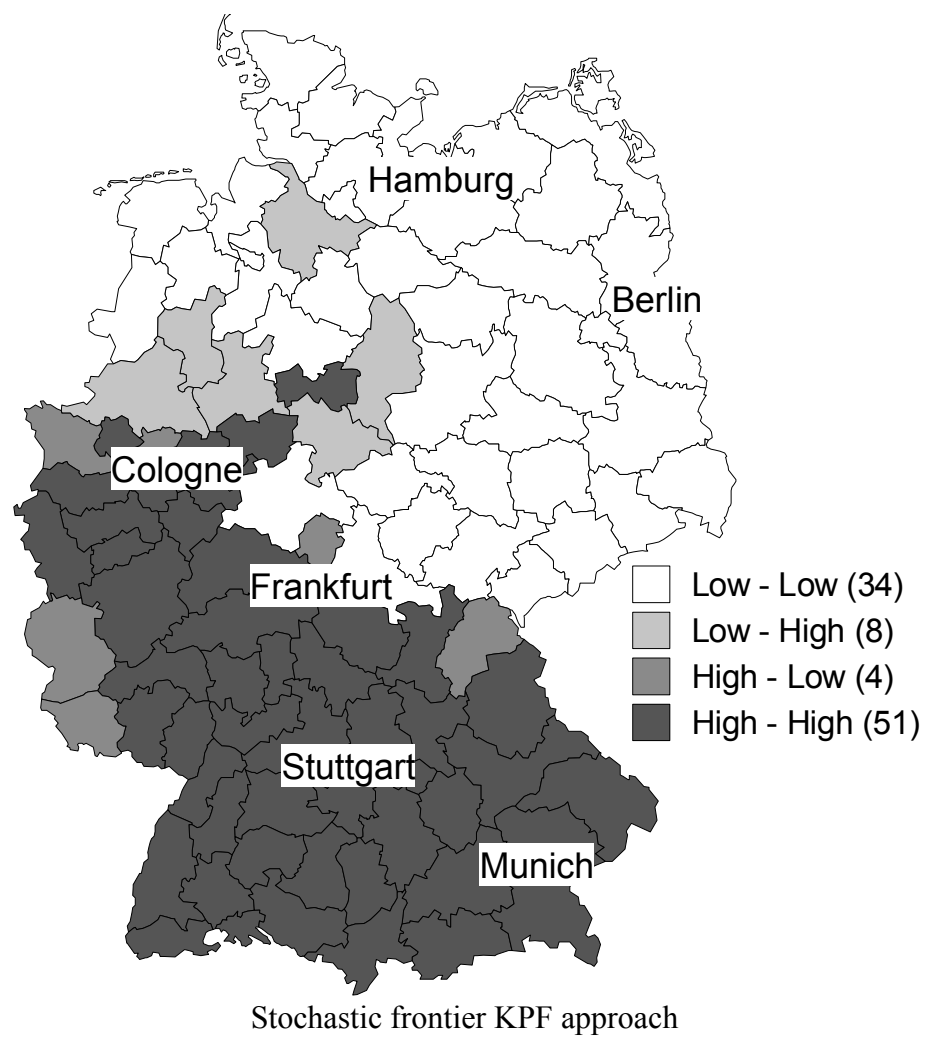 Hamburg
Berlin
Cologne
Frankfurt
Low - Low (34)
Low - High (8)
High - Low (4)
High - High (51)
Stuttgart
Munich
Stochastic frontier KPF approach